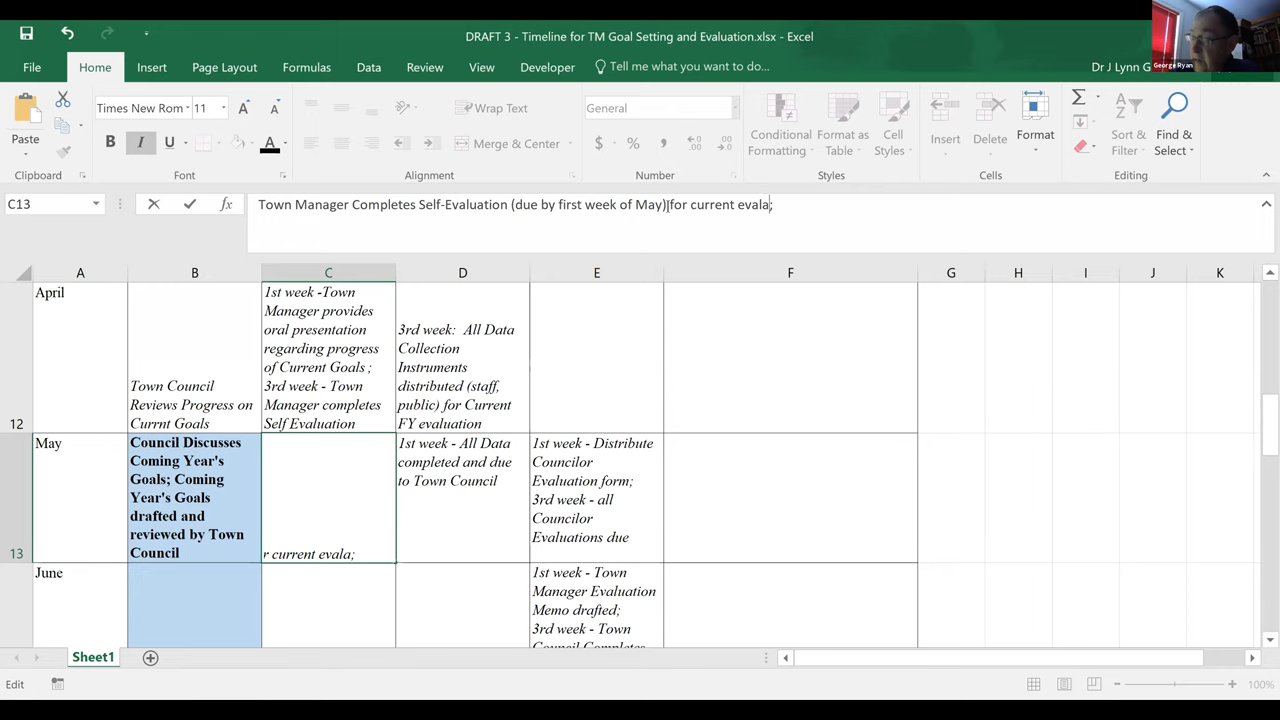 DRAFT 3 - Timeline for TM Goal Setting and Evaluation.xlsx - Excel
George Ryan
File Home Insert Page Layout Formulas Data Review View Developer Tell me what you want to do... Dr J Lynn G
Paste
Clipboard
Times New Rom 11
B I U A
Font
Wrap Text
Merge & Center
Alignment
General
$ % ,
Number
Conditional Formatting
Format as Table
Cell Styles
Styles
Insert
Delete
Format
Cells
Sort & Filter
Find & Select
Editing
C13 fx Town Manager Completes Self-Evaluation (due by first week of May)for current evala;
A B C D E F G H I J K
12
April
Town Council
Reviews Progress on
Currnt Goals
1st week -Town
Manager provides
oral presentation
regarding progress
of Current Goals ;
3rd week - Town
Manager completes
Self Evaluation
3rd week:  All Data
Collection
Instruments
distributed (staff,
public) for Current
FY evaluation
13
May
Council Discusses
Coming Year's
Goals; Coming
Year's Goals
drafted and
reviewed by Town
Council
r current evala;
1st week - All Data
completed and due
to Town Council
1st week - Distribute
Councilor
Evaluation form;
3rd week - all
Councilor
Evaluations due
June
1st week - Town
Manager Evaluation
Memo drafted;
3rd week - Town
Council Completes
Sheet1
Edit
100%